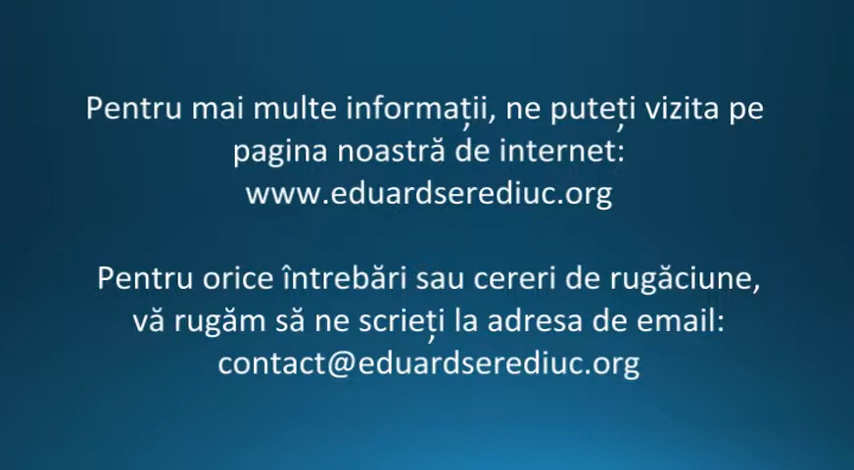 Pentru mai multe informații, ne puteți vizita pe
pagina noastră de internet:
www.eduardserediuc.org
Pentru orice întrebări sau cereri de rugăciune,
vă rugăm să ne scrieți la adresa de email:
contact@eduardserediuc.org